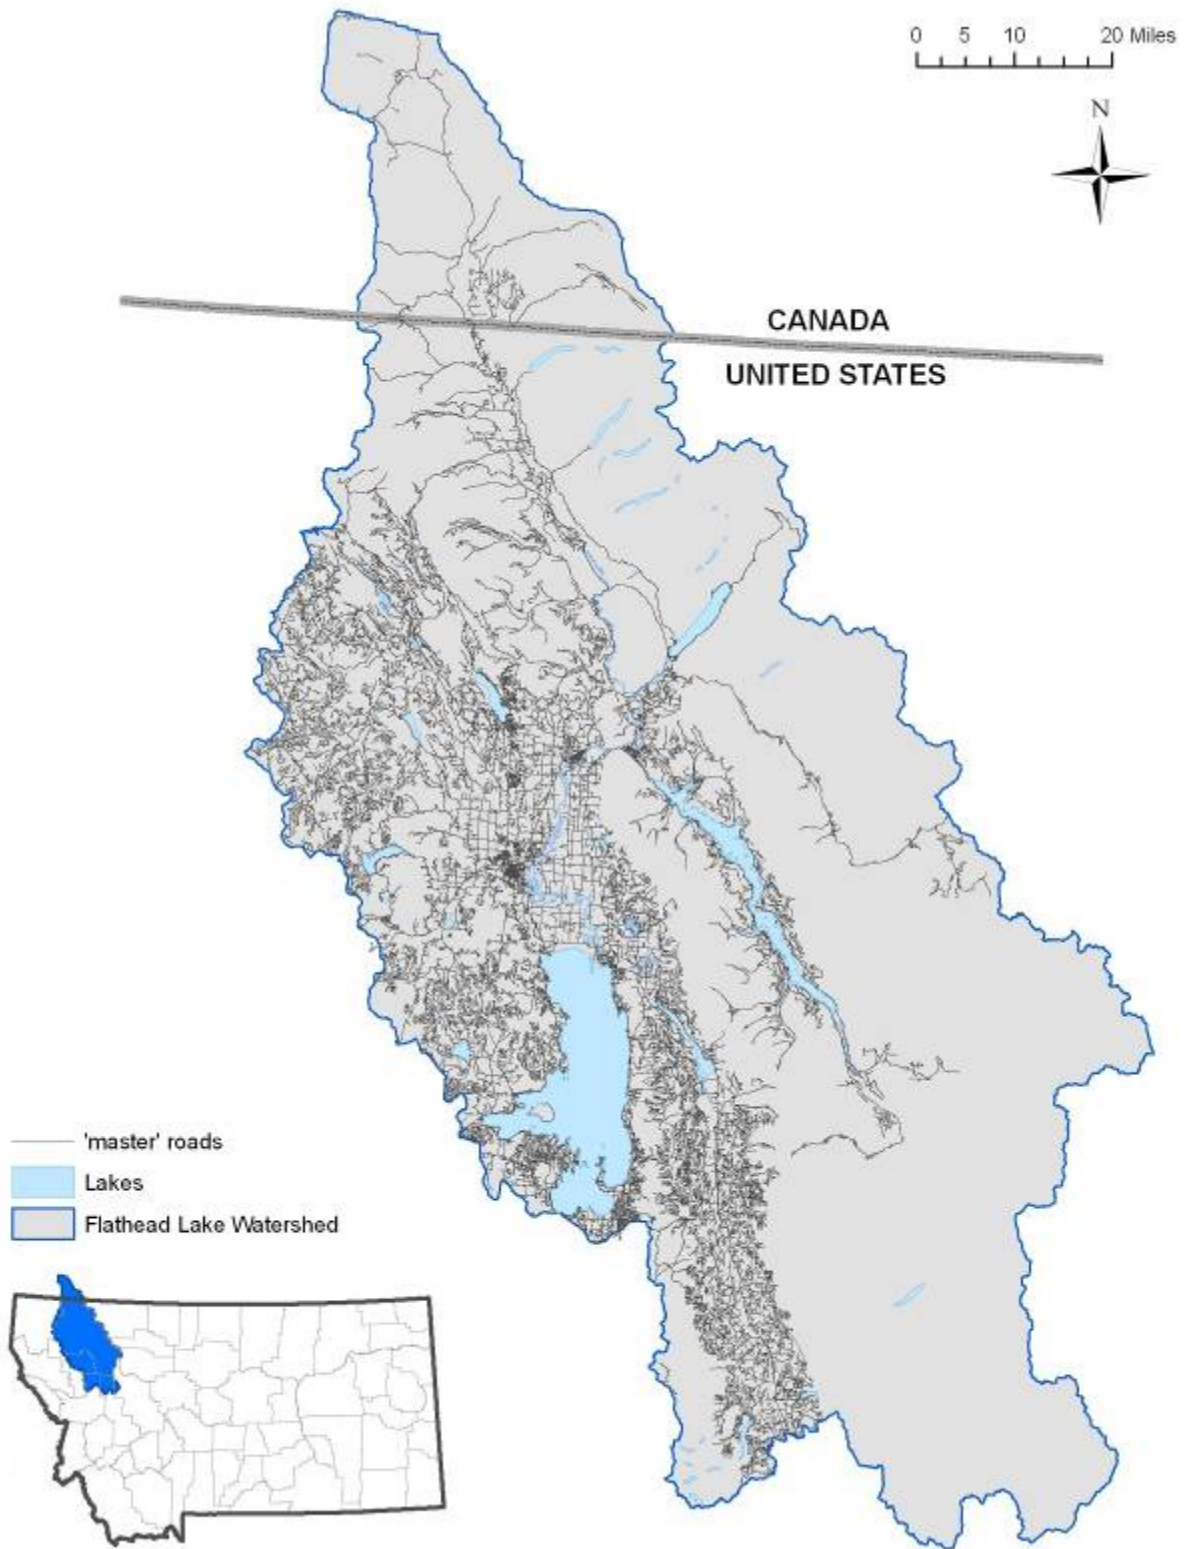 0 5 10 20 Miles
N
CANADA
UNITED STATES
'master' roads
Lakes
Flathead Lake Watershed